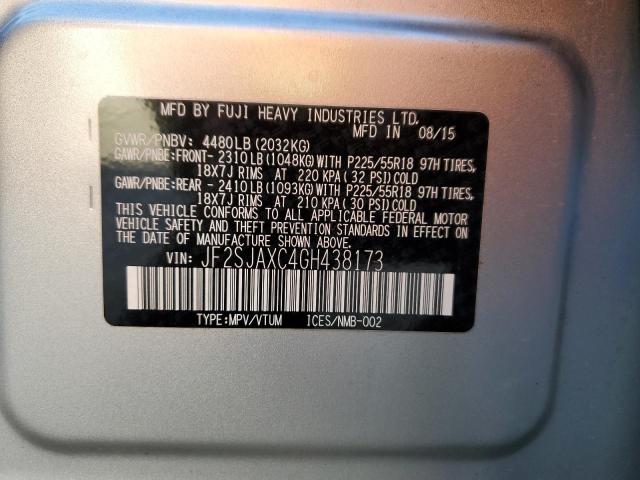 MFD BY FUJI HEAVY INDUSTRIES LTD.
MFD IN 08/15
GVWR/PNBV: 4480LB (2032KG)
GAWR/PNBE:FRONT- 2310LB(1048KG)WITH P225/55R18 97H TIRES,
18X7J RIMS AT 220 KPA(32 PSI)COLD
GAWR/PNBE:REAR - 2410LB(1093KG)WITH P225/55R18 97H TIRES,
18X7J RIMS AT 210 KPA(30 PSI)COLD
THIS VEHICLE CONFORMS TO ALL APPLICABLE FEDERAL MOTOR
VEHICLE SAFETY AND THEFT PREVENTION STANDARDS IN EFFECT
ON THE DATE OF MANUFACTURE SHOWN ABOVE.
VIN: JF2SJAXC4GH438173
TYPE:MPV/VTUM ICES/NMB-002